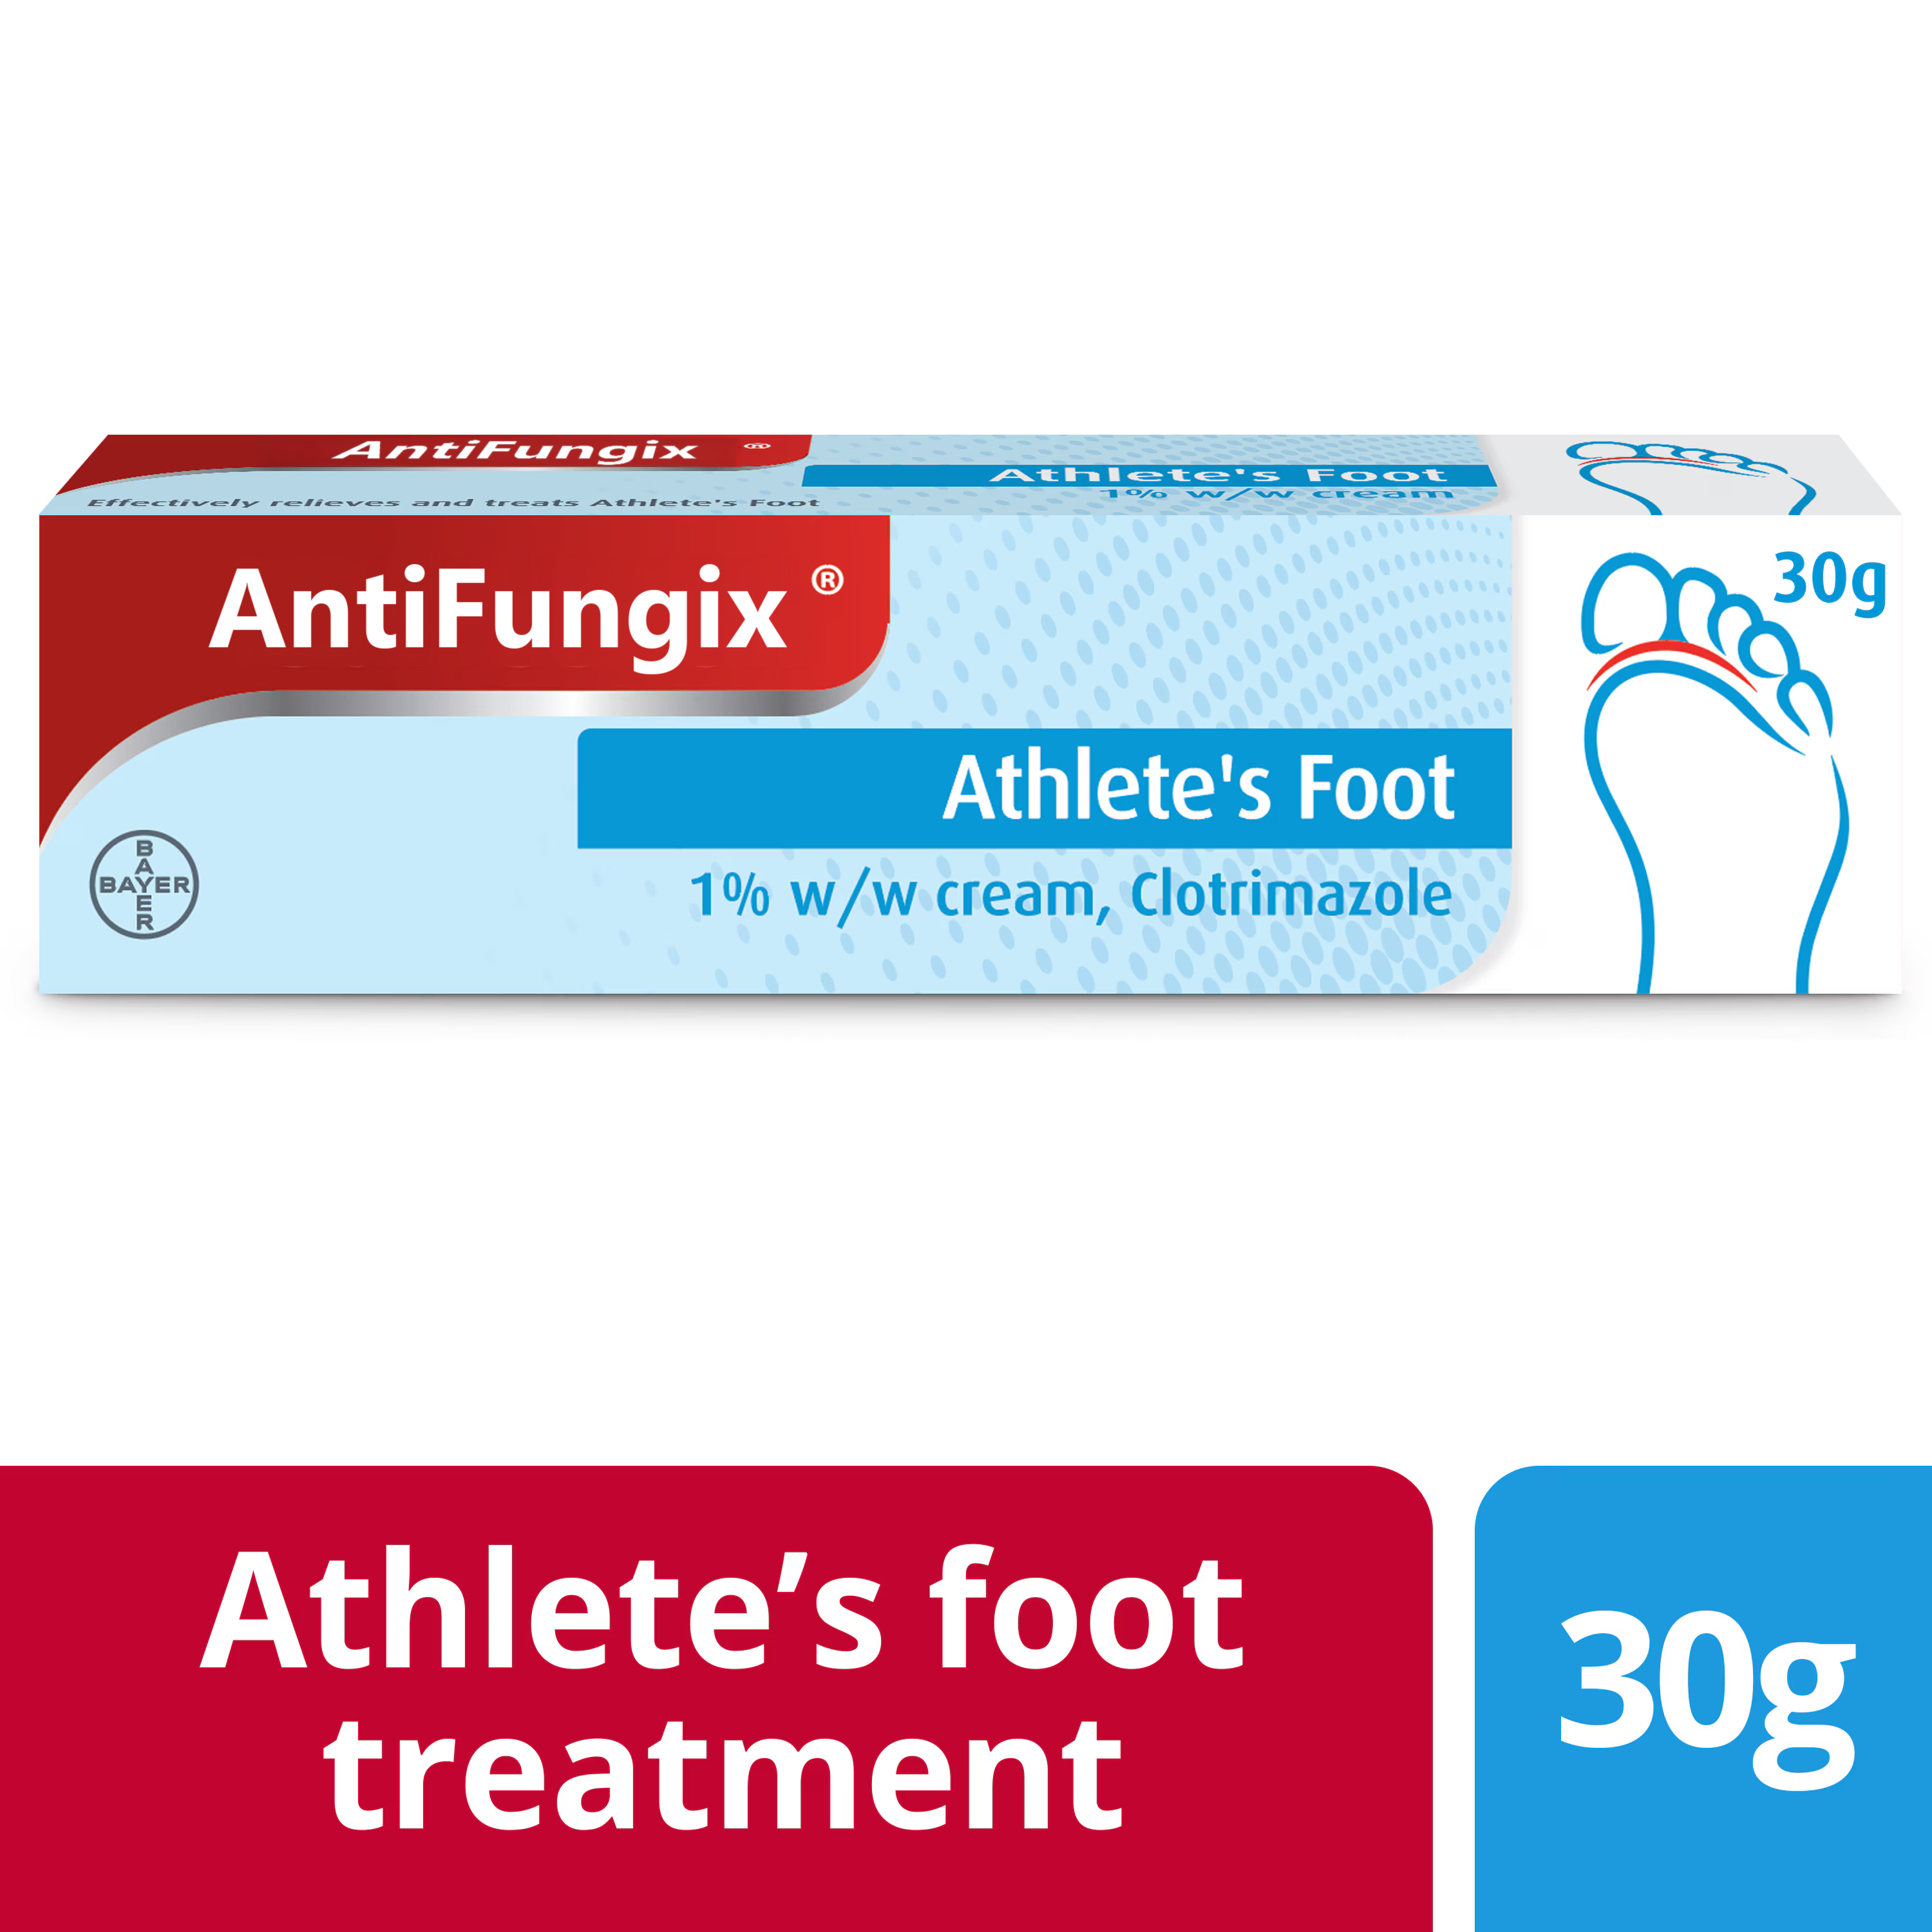 AntiFungix ®
Athlete's Foot
1% w/w cream
Effectively relieves and treats Athlete's Foot
AntiFungix ®
30g
Athlete's Foot
1% w/w cream, Clotrimazole
BAYER
BAYER
Athlete’s foot
treatment
30g